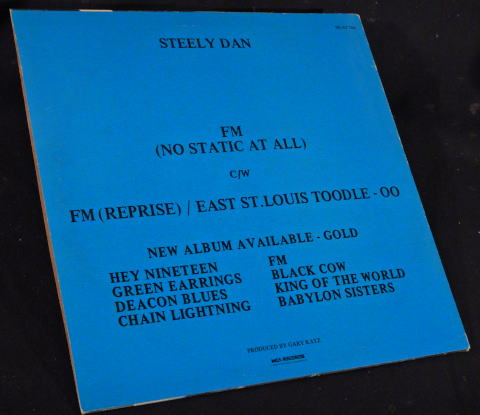 STEELY DAN
FM
(NO STATIC AT ALL)
C/W
FM (REPRISE) / EAST ST.LOUIS TOODLE-OO
NEW ALBUM AVAILABLE - GOLD
HEY NINETEEN
GREEN EARRINGS
DEACON BLUES
CHAIN LIGHTNING
FM
BLACK COW
KING OF THE WORLD
BABYLON SISTERS
PRODUCED BY GARY KATZ
MCA RECORDS